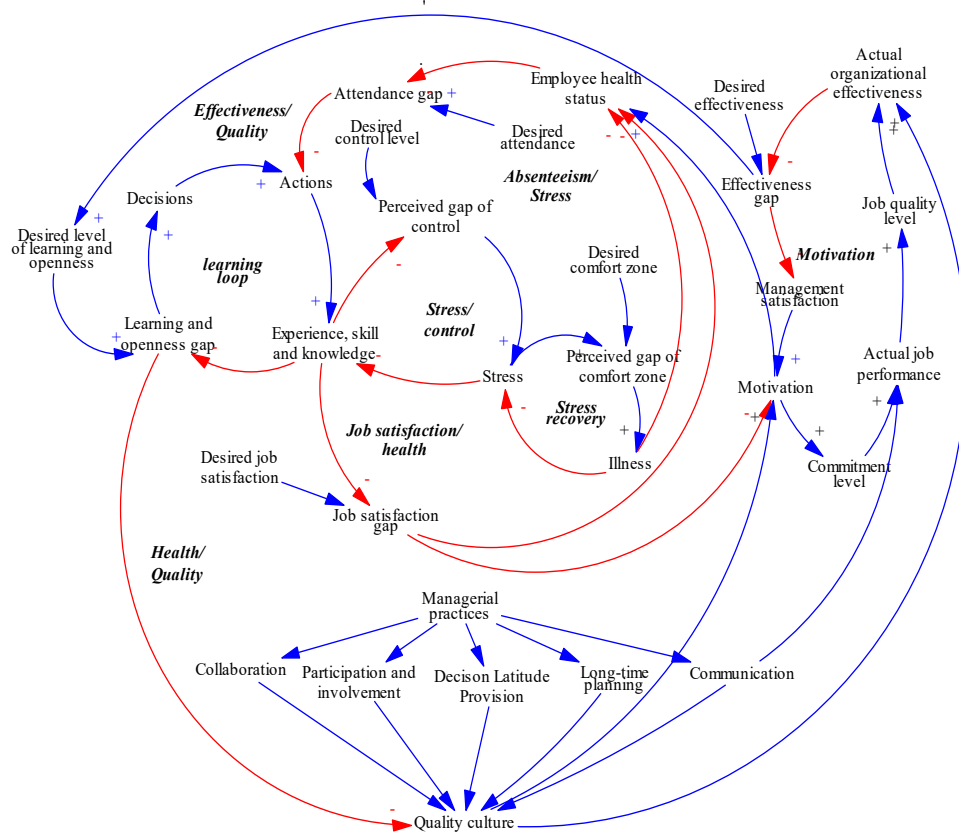 Actual
organizational
effectiveness
Employee health
status
Desired
effectiveness
Attendance gap
+
Effectiveness/
Quality
Desired
control level
Desired
attendance
- -
+
+
+
-
-
Absenteeism/
Stress
Effectiveness
gap
Decisions
+
Actions
Job quality
level
Perceived gap of
control
+
+
Desired level
of learning and
openness
+
-
Desired
comfort zone
Motivation
learning
loop
Management
satisfaction
+
Stress/
control
Learning and
openness gap
+
-
Experience, skill
and knowledge
-
+
Stress
+
Perceived gap of
comfort zone
+
Actual job
performance
Motivation
+
-
Stress
recovery
-
+
+
+
Job satisfaction/
health
Illness
+
Commitment
level
Desired job
satisfaction
-
Job satisfaction
gap
Health/
Quality
Managerial
practices
Collaboration
Participation and
involvement
Decison Latitude
Provision
Long-time
planning
Communication
-
Quality culture